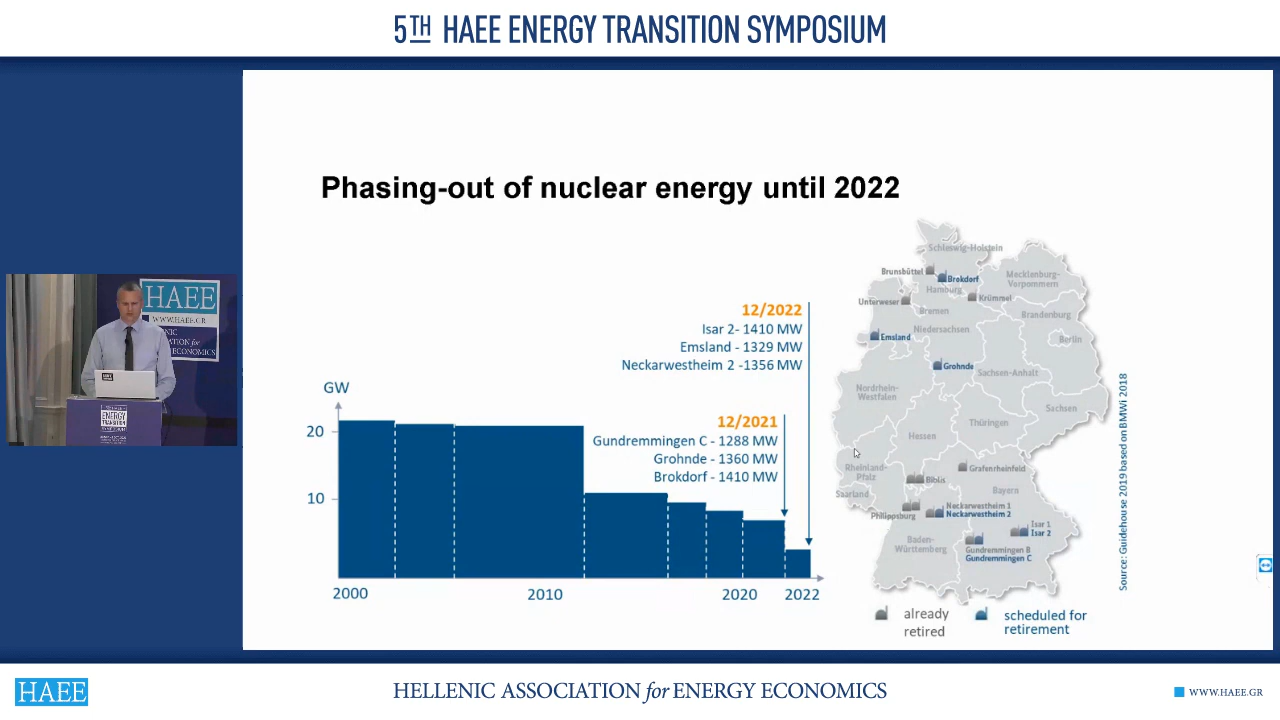 5TH HAEE ENERGY TRANSITION SYMPOSIUM
Phasing-out of nuclear energy until 2022
HAEE
WWW.HAEE.GR
ENERGY
TRANSITION
SYMPOSIUM
12/2022
Isar 2- 1410 MW
Emsland - 1329 MW
Neckarwestheim 2 -1356 MW
12/2021
Gundremmingen C - 1288 MW
Grohnde - 1360 MW
Brokdorf - 1410 MW
GW
20
10
2000
2010
2020
2022
Schleswig-Holstein
Brunsbüttel
Brokdorf
Mecklenburg-
Vorpommern
Hamburg
Unterweser
Krümmel
Bremen
Brandenburg
Niedersachsen
Emsland
Berlin
Grohnde
Sachsen-Anhalt
Nordrhein-
Westfalen
Sachsen
Thüringen
Hessen
Rheinland-
Pfalz
Grafenrheinfeld
Biblis
Saarland
Bayern
Neckarwestheim 1
Neckarwestheim 2
Philippsburg
Isar 1
Isar 2
Baden-
Württemberg
Gundremmingen B
Gundremmingen C
already
retired
scheduled for
retirement
Source: Guidehouse 2019 based on BMWi 2018
HAEE
HELLENIC ASSOCIATION for ENERGY ECONOMICS
WWW.HAEE.GR